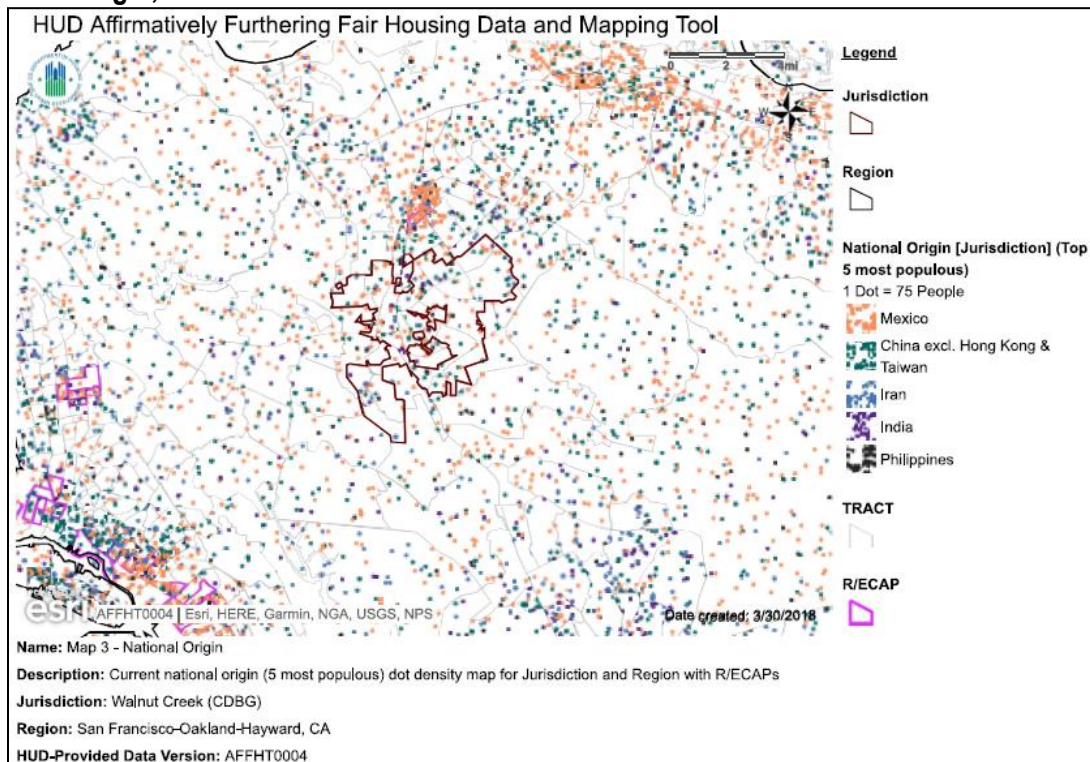 HUD Affirmatively Furthering Fair Housing Data and Mapping Tool
0 2 4mi
W E
S
Legend
Jurisdiction
Region
National Origin [Jurisdiction] (Top
5 most populous)
1 Dot = 75 People
Mexico
China excl. Hong Kong &
Taiwan
Iran
India
Philippines
TRACT
R/ECAP
esri AFFHT0004 | Esri, HERE, Garmin, NGA, USGS, NPS
Date created: 3/30/2018
Name: Map 3 - National Origin
Description: Current national origin (5 most populous) dot density map for Jurisdiction and Region with R/ECAPs
Jurisdiction: Walnut Creek (CDBG)
Region: San Francisco-Oakland-Hayward, CA
HUD-Provided Data Version: AFFHT0004